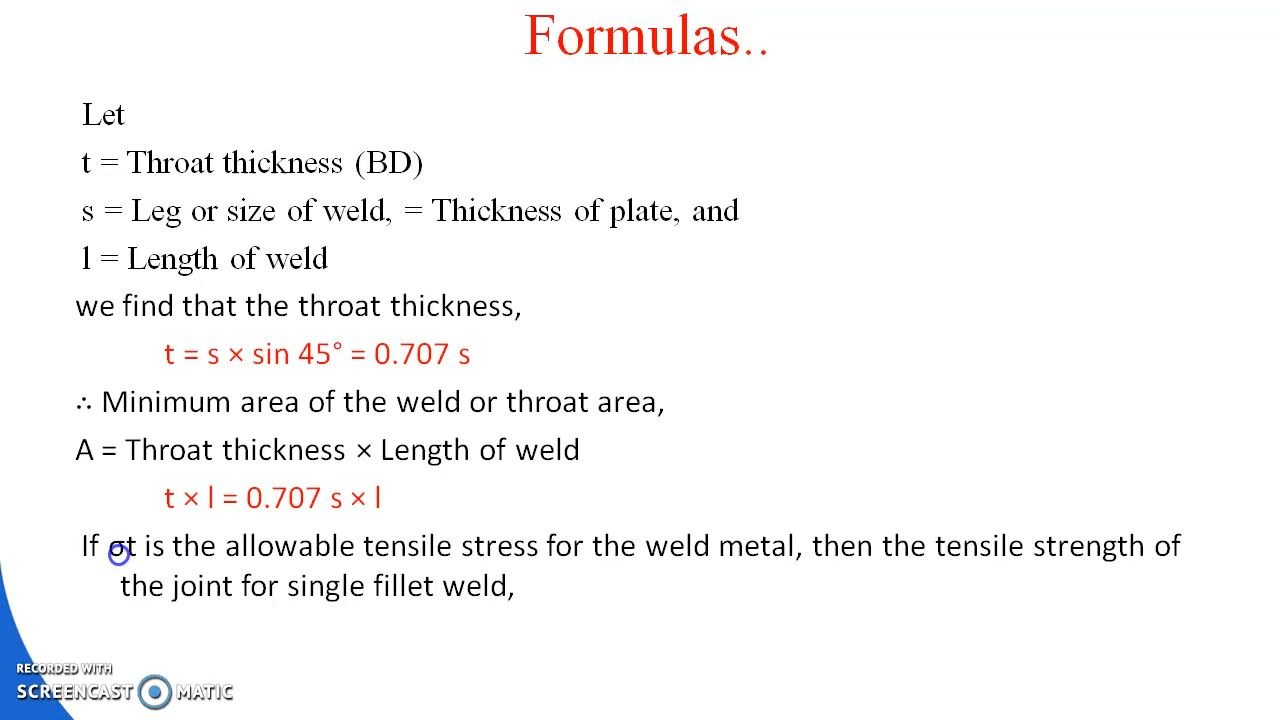 Formulas..
Let
t = Throat thickness (BD)
s = Leg or size of weld, = Thickness of plate, and
l = Length of weld
we find that the throat thickness,
t = s × sin 45° = 0.707 s
∴ Minimum area of the weld or throat area,
A = Throat thickness × Length of weld
t × l = 0.707 s × l
If σt is the allowable tensile stress for the weld metal, then the tensile strength of
the joint for single fillet weld,
RECORDED WITH
SCREENCAST MATIC